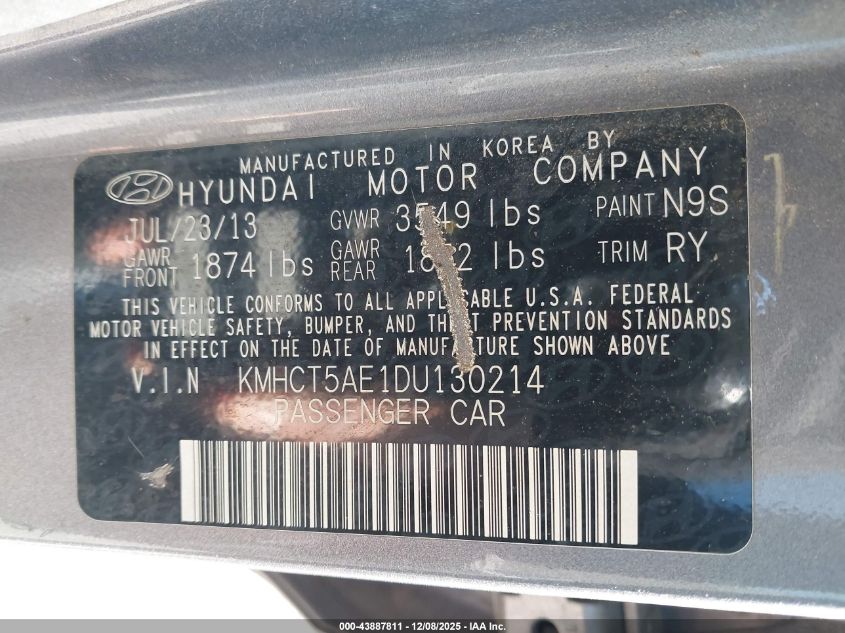 MANUFACTURED IN KOREA BY
HYUNDAI MOTOR COMPANY
JUL/23/13 GVWR 3549 lbs PAINT N9S
GAWR FRONT 1874 lbs GAWR REAR lbs TRIM RY
THIS VEHICLE CONFORMS TO ALL APPLICABLE U.S.A. FEDERAL
MOTOR VEHICLE SAFETY, BUMPER, AND THEFT PREVENTION STANDARDS
IN EFFECT ON THE DATE OF MANUFACTURE SHOWN ABOVE
V.I.N KMHCT5AE1DU130214
PASSENGER CAR
000-43887811 - 12/08/2025 - IAA Inc.